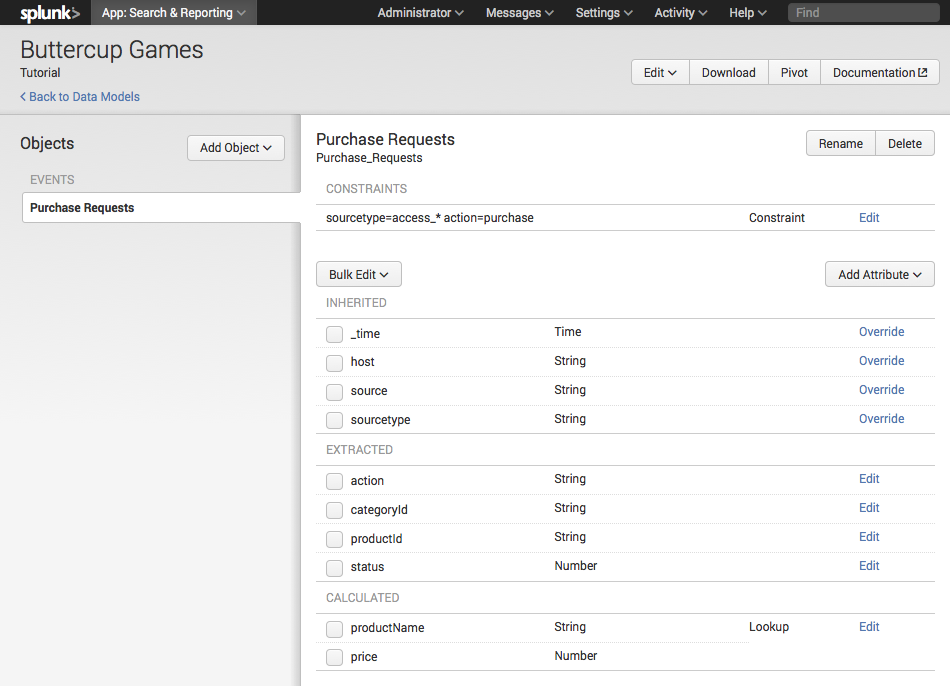 splunk> App: Search & Reporting Administrator Messages Settings Activity Help Find
Buttercup Games
Tutorial
Edit Download Pivot Documentation
Back to Data Models
Objects
Add Object
EVENTS
Purchase Requests
Purchase Requests
Purchase_Requests
Rename Delete
CONSTRAINTS
sourcetype=access_* action=purchase Constraint Edit
Bulk Edit Add Attribute
INHERITED
_time Time Override
host String Override
source String Override
sourcetype String Override
EXTRACTED
action String Edit
categoryId String Edit
productId String Edit
status Number Edit
CALCULATED
productName String Lookup Edit
price Number